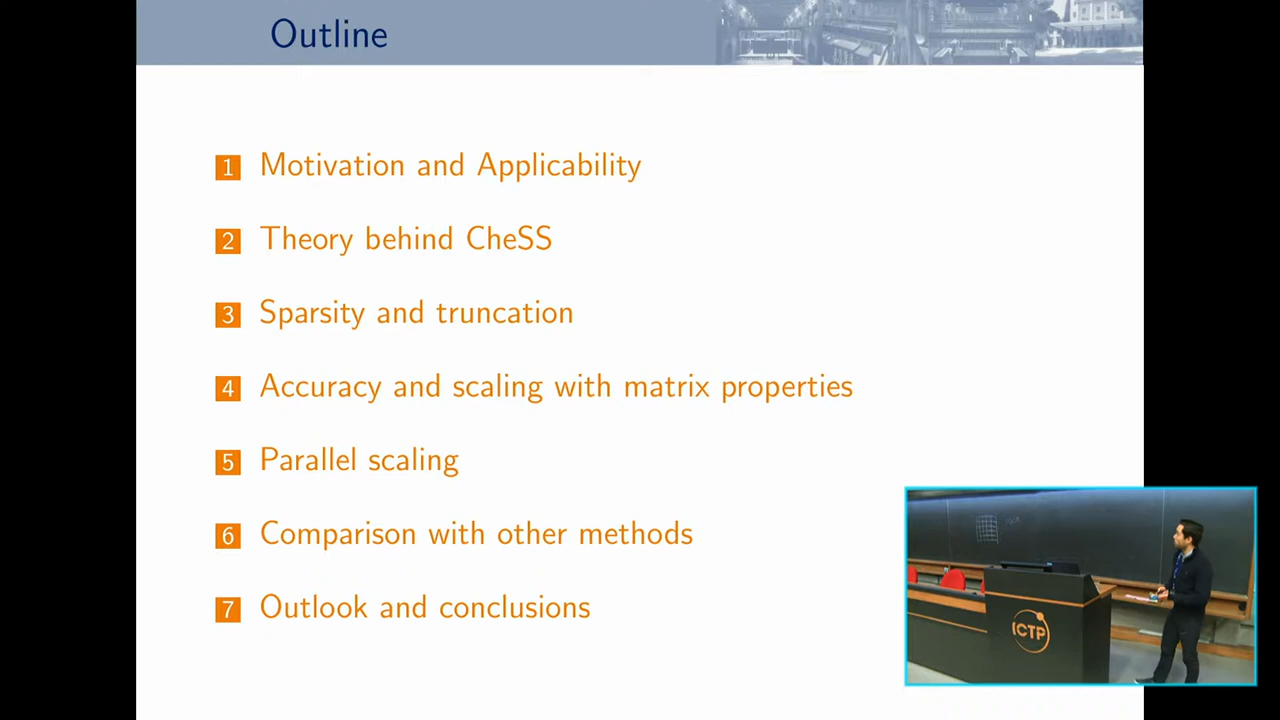 Outline
1 Motivation and Applicability
2 Theory behind CheSS
3 Sparsity and truncation
4 Accuracy and scaling with matrix properties
5 Parallel scaling
6 Comparison with other methods
7 Outlook and conclusions
ICTP